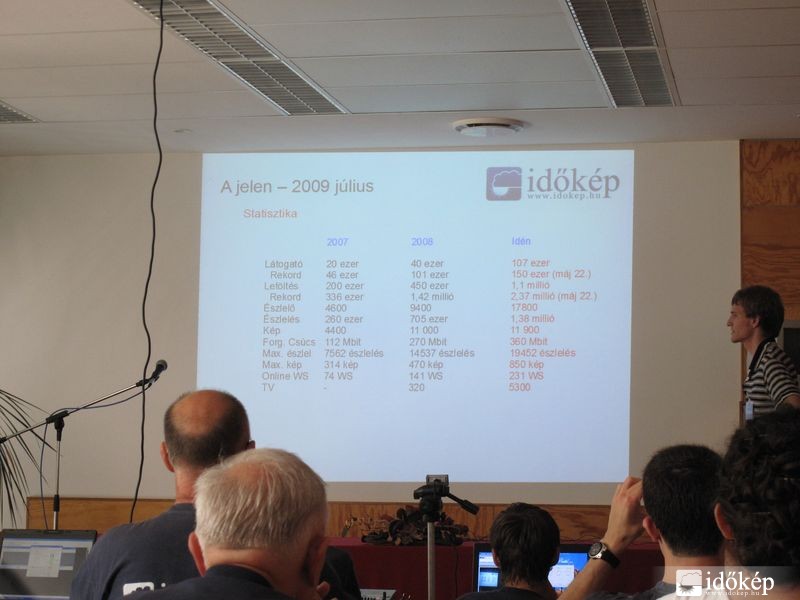 A jelen – 2009 július
időkép
www.idokep.hu
Statisztika
2007 2008 Idén
Látogató 20 ezer 40 ezer 107 ezer
Rekord 46 ezer 101 ezer 150 ezer (máj 22.)
Letöltés 200 ezer 450 ezer 1,1 millió
Rekord 336 ezer 1,42 millió 2,37 millió (máj 22.)
Észlelő 4600 9400 17800
Észlelés 260 ezer 705 ezer 1,38 millió
Kép 4400 11 000 11 900
Forg. Csúcs 112 Mbit 270 Mbit 360 Mbit
Max. észlel 7562 észlelés 14537 észlelés 19452 észlelés
Max. kép 314 kép 470 kép 850 kép
Online WS 74 WS 141 WS 231 WS
TV - 320 5300
időkép
www.idokep.hu